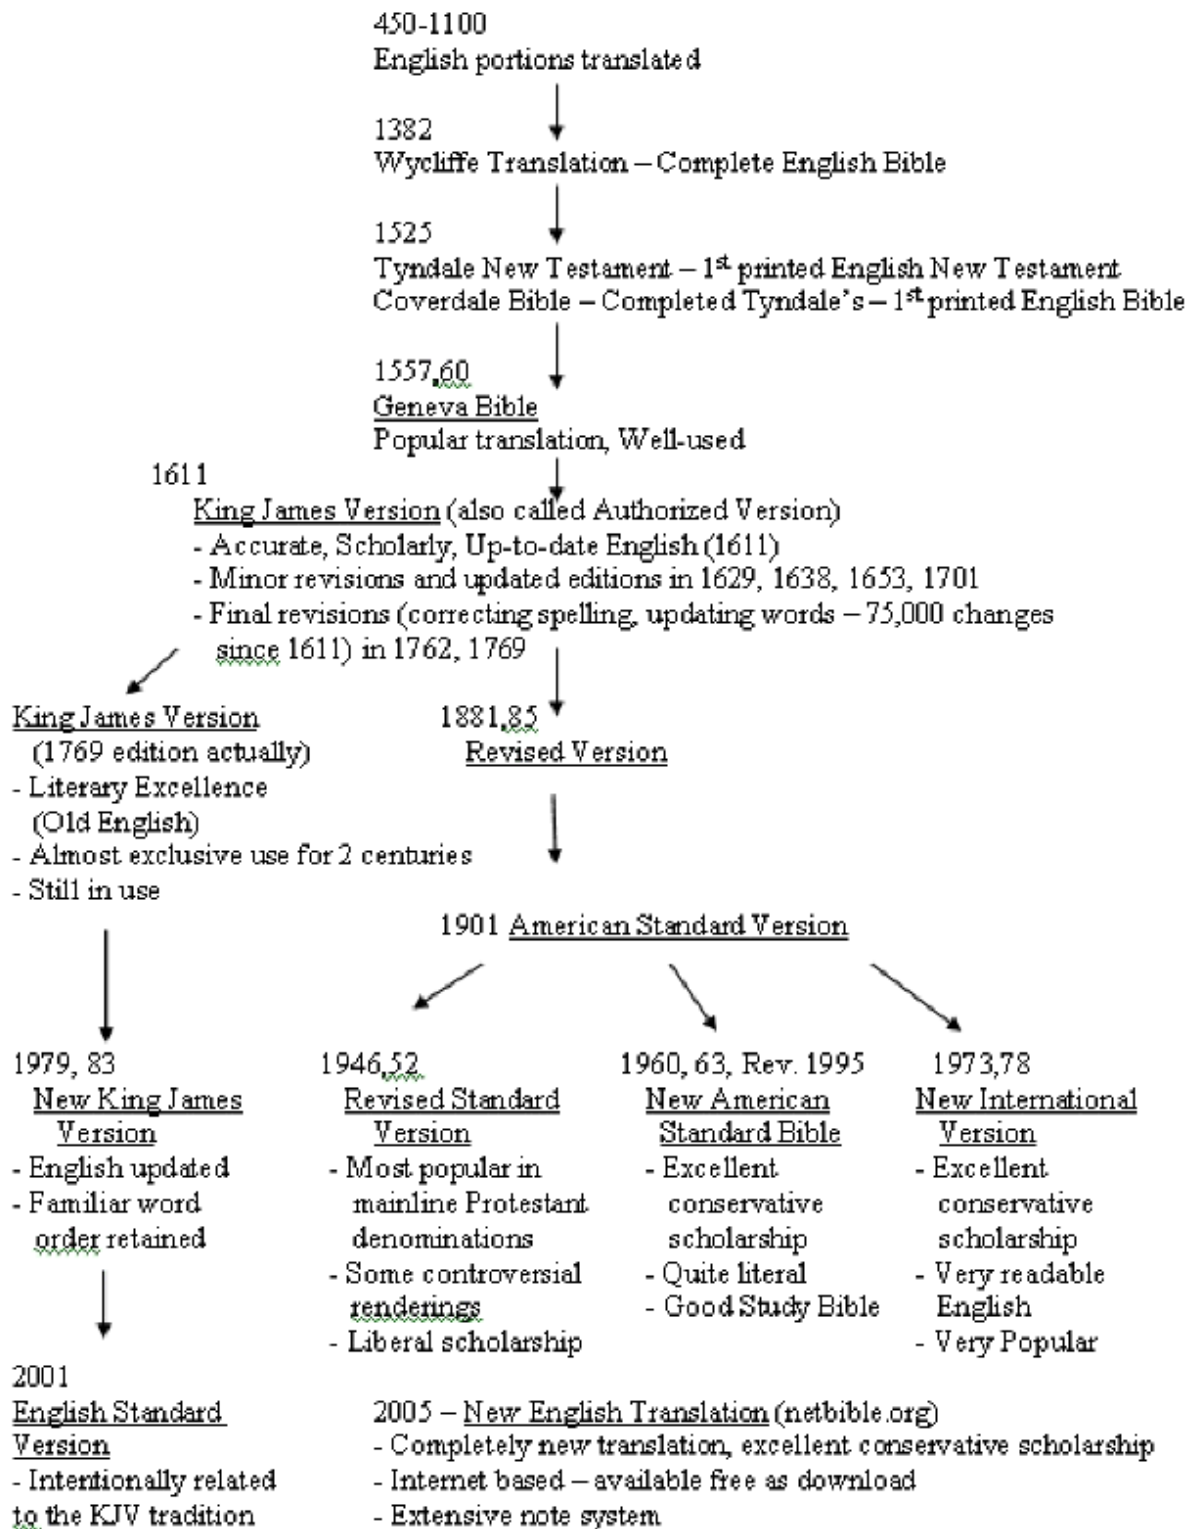 450-1100
English portions translated
1382
Wycliffe Translation – Complete English Bible
1525
Tyndale New Testament – 1st printed English New Testament
Coverdale Bible – Completed Tyndale's – 1st printed English Bible
1557,60
Geneva Bible
Popular translation, Well-used
1611
King James Version (also called Authorized Version)
- Accurate, Scholarly, Up-to-date English (1611)
- Minor revisions and updated editions in 1629, 1638, 1653, 1701
- Final revisions (correcting spelling, updating words – 75,000 changes
since 1611) in 1762, 1769
King James Version
(1769 edition actually)
- Literary Excellence
(Old English)
- Almost exclusive use for 2 centuries
- Still in use
1881,85
Revised Version
1901 American Standard Version
1979, 83
New King James
Version
- English updated
- Familiar word
order retained
1946,52
Revised Standard
Version
- Most popular in
mainline Protestant
denominations
- Some controversial
renderings
- Liberal scholarship
1960, 63, Rev. 1995
New American
Standard Bible
- Excellent
conservative
scholarship
- Quite literal
- Good Study Bible
1973,78
New International
Version
- Excellent
conservative
scholarship
- Very readable
English
- Very Popular
2001
English Standard
Version
- Intentionally related
to the KJV tradition
2005 – New English Translation (netbible.org)
- Completely new translation, excellent conservative scholarship
- Internet based – available free as download
- Extensive note system